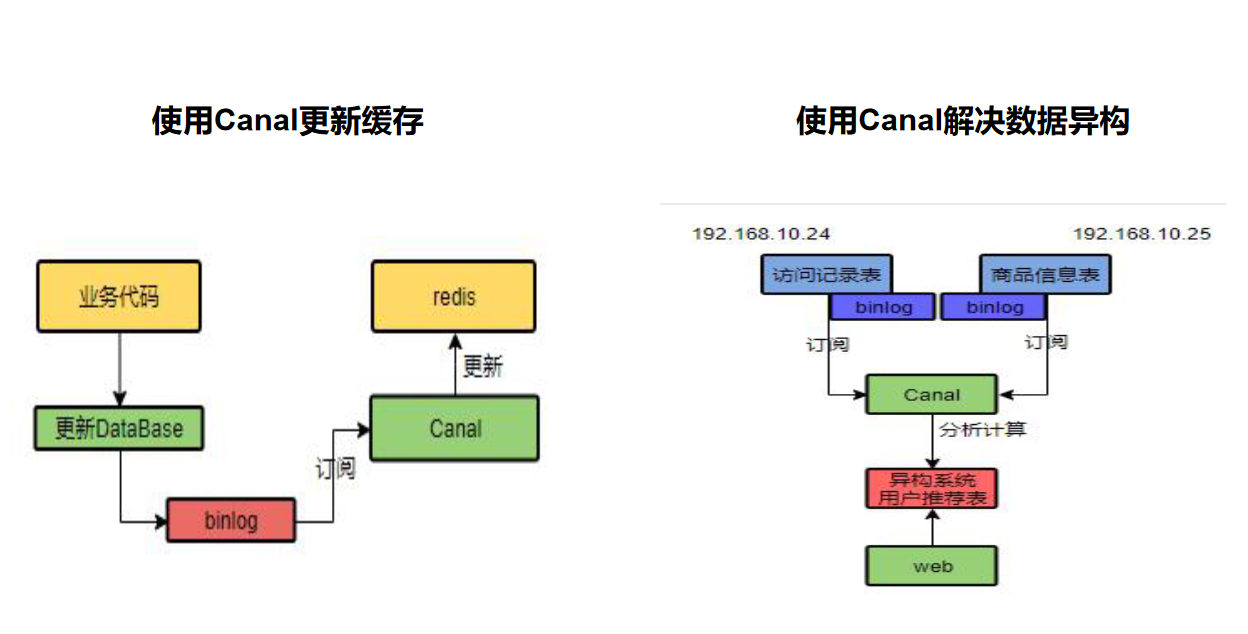 使用Canal更新缓存
业务代码
redis
更新
更新DataBase
Canal
订阅
binlog
使用Canal解决数据异构
192.168.10.24
192.168.10.25
访问记录表
商品信息表
binlog
binlog
订阅
订阅
Canal
分析计算
异构系统
用户推荐表
web